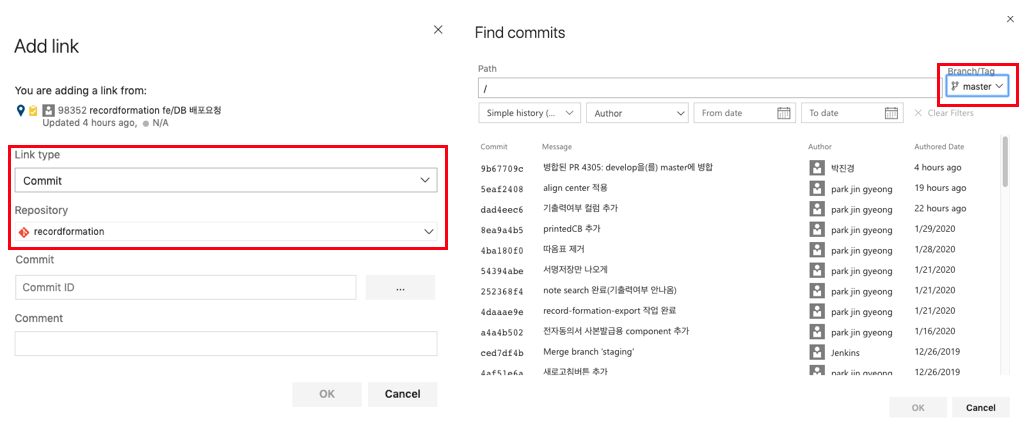 Add link
You are adding a link from:
98352 recordformation fe/DB 배포요청
Updated 4 hours ago, N/A
Link type
Commit
Repository
recordformation
Commit
Commit ID
...
Comment
OK
Cancel
Find commits
Path
Branch/Tag
/
master
Simple history (...
Author
From date
To date
Clear Filters
Commit Message Author Authored Date
9b67709c 병합된 PR 4305: develop을(를) master에 병합 박진경 4 hours ago
5eaf2408 align center 적용 park jin gyeong 19 hours ago
dad4eec6 기출력여부 컬럼 추가 park jin gyeong 22 hours ago
8ea9a4b5 printedCB 추가 park jin gyeong 1/29/2020
4ba180f0 따옴표 제거 park jin gyeong 1/28/2020
54394abe 서명저장만 나오게 park jin gyeong 1/21/2020
252368f4 note search 완료(기출력여부 안나옴) park jin gyeong 1/21/2020
4daaae9e record-formation-export 작업 완료 park jin gyeong 1/21/2020
a4a4b502 전자동의서 사본발급용 component 추가 park jin gyeong 1/16/2020
ced7df4b Merge branch 'staging' Jenkins 12/26/2019
4af51e6a 새로고침버튼 추가 park jin gyeong 12/26/2019
OK
Cancel